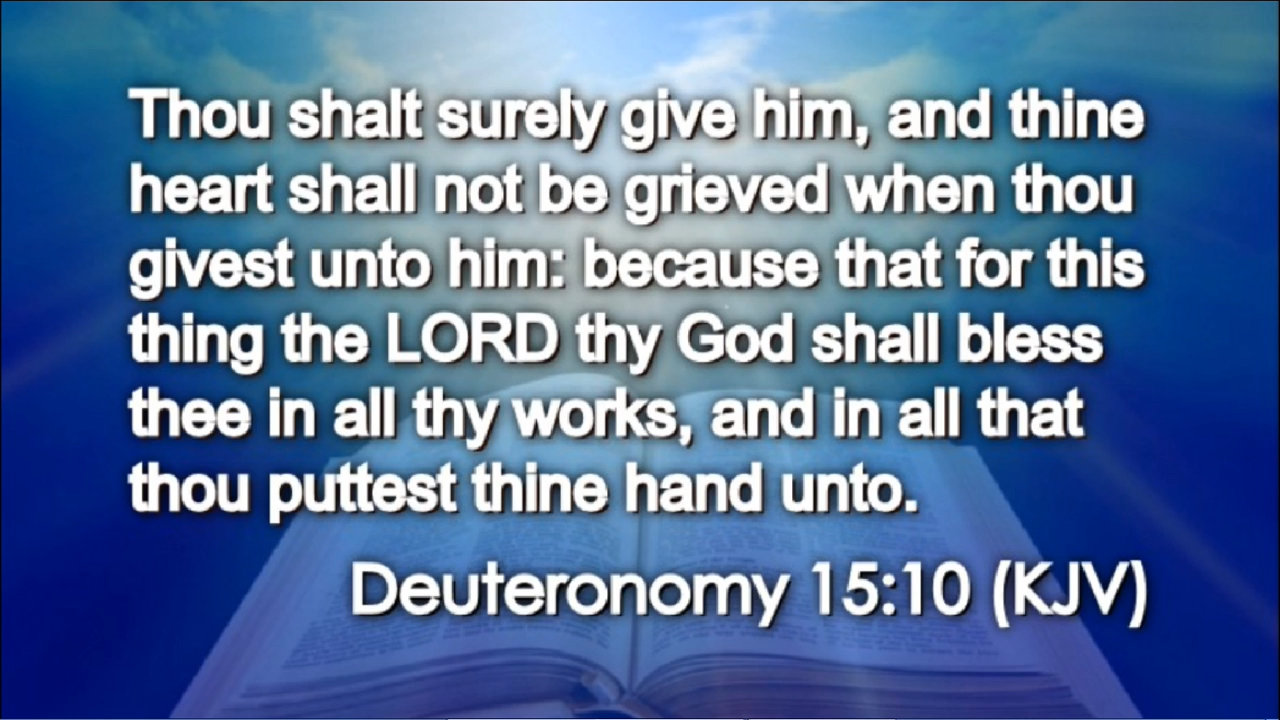 Thou shalt surely give him, and thine
heart shall not be grieved when thou
givest unto him: because that for this
thing the LORD thy God shall bless
thee in all thy works, and in all that
thou puttest thine hand unto.
Deuteronomy 15:10 (KJV)